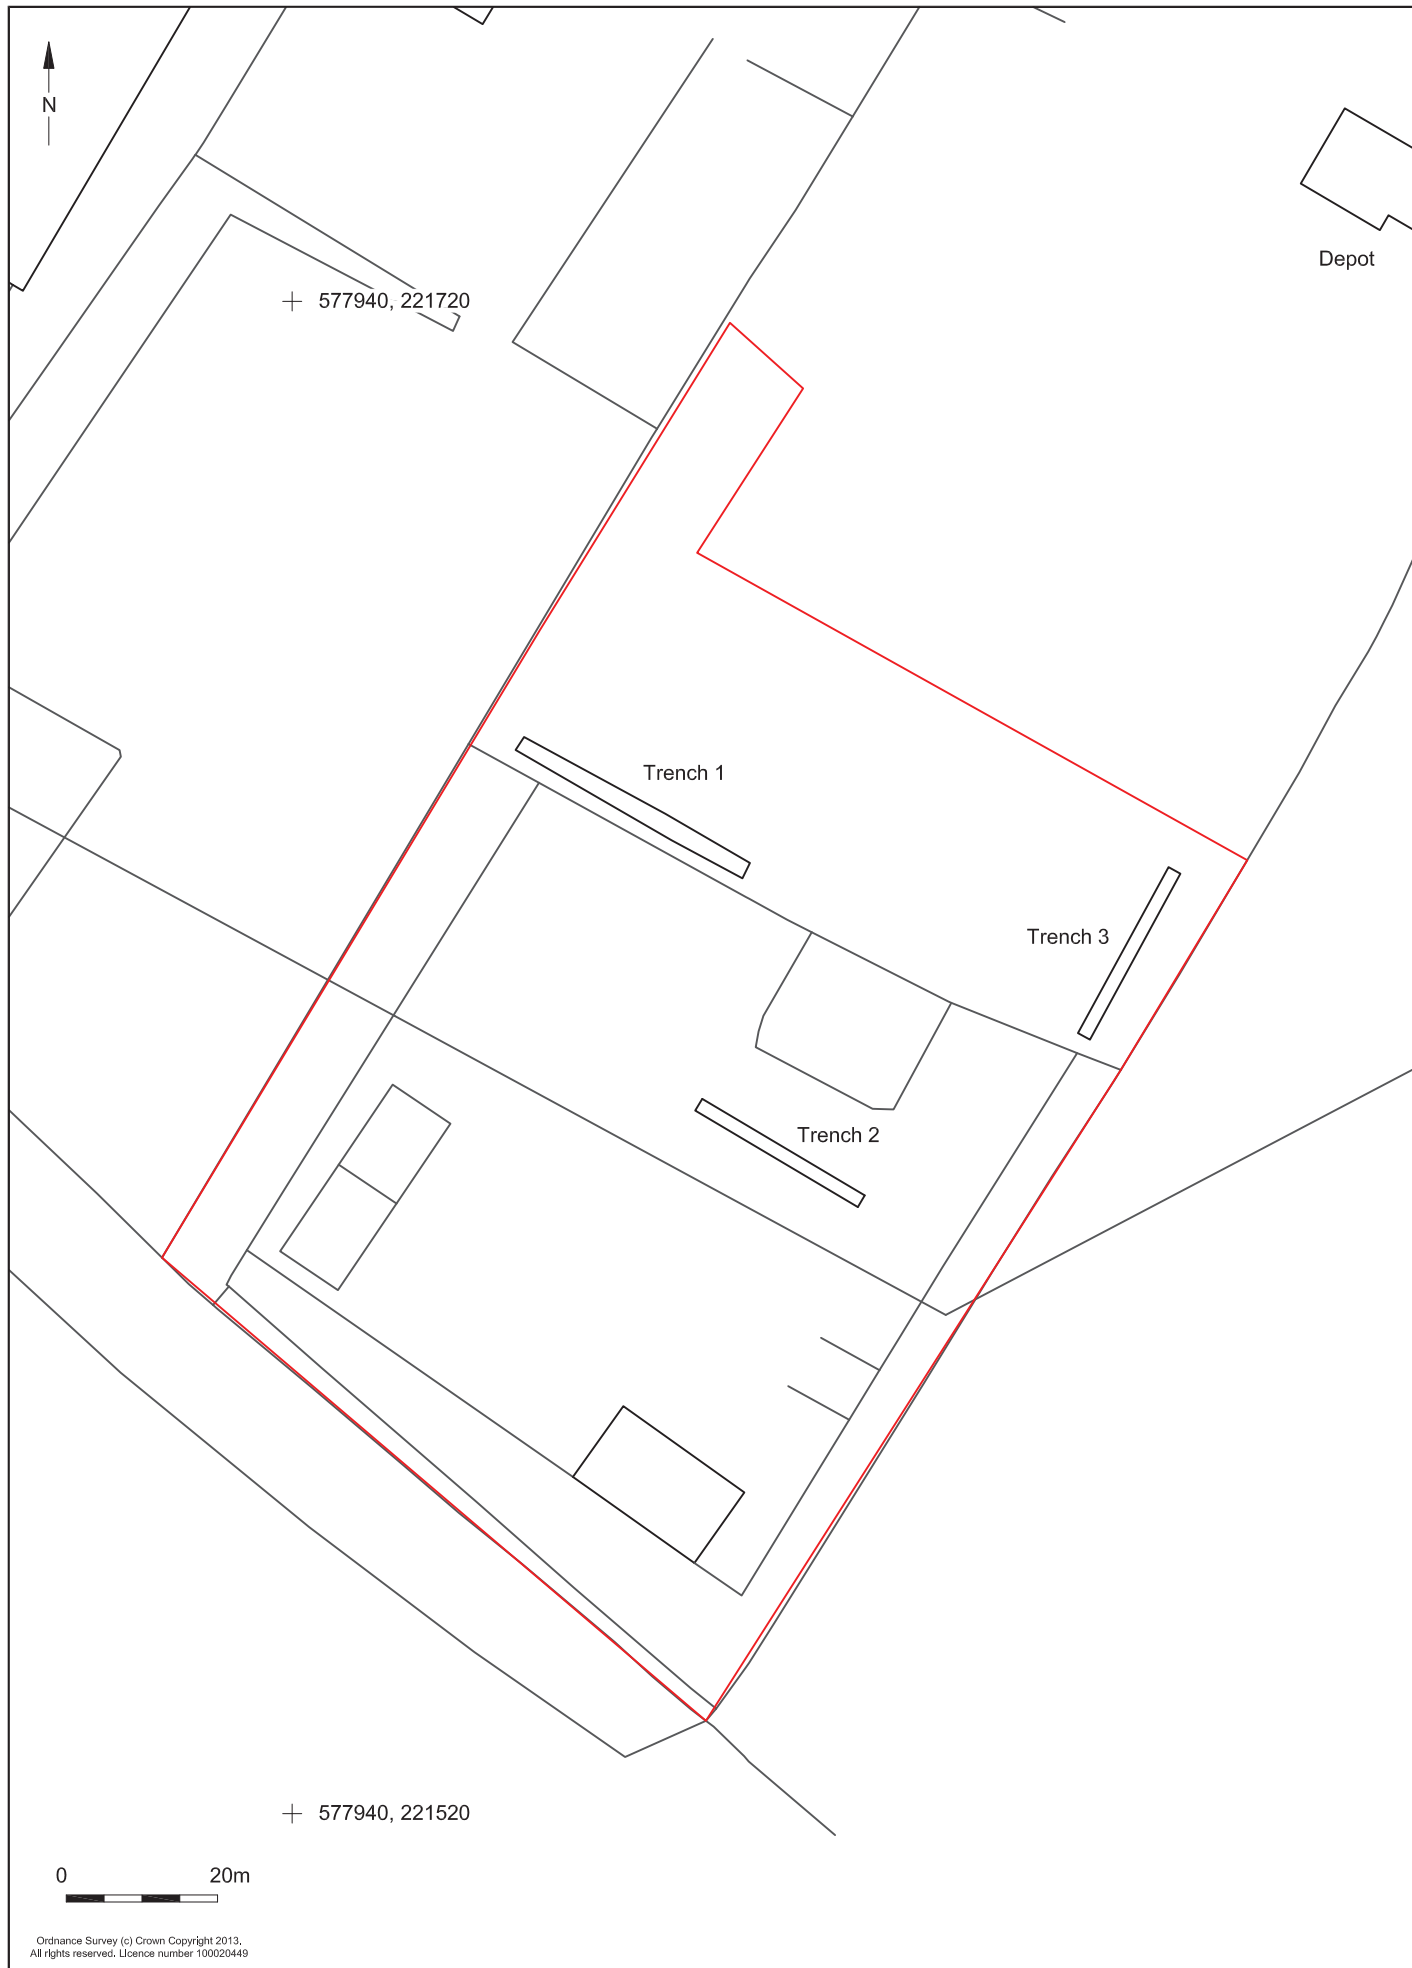 N
Depot
577940, 221720
Trench 1
Trench 3
Trench 2
577940, 221520
0 20m
Ordnance Survey (c) Crown Copyright 2013.
All rights reserved. Licence number 100020449